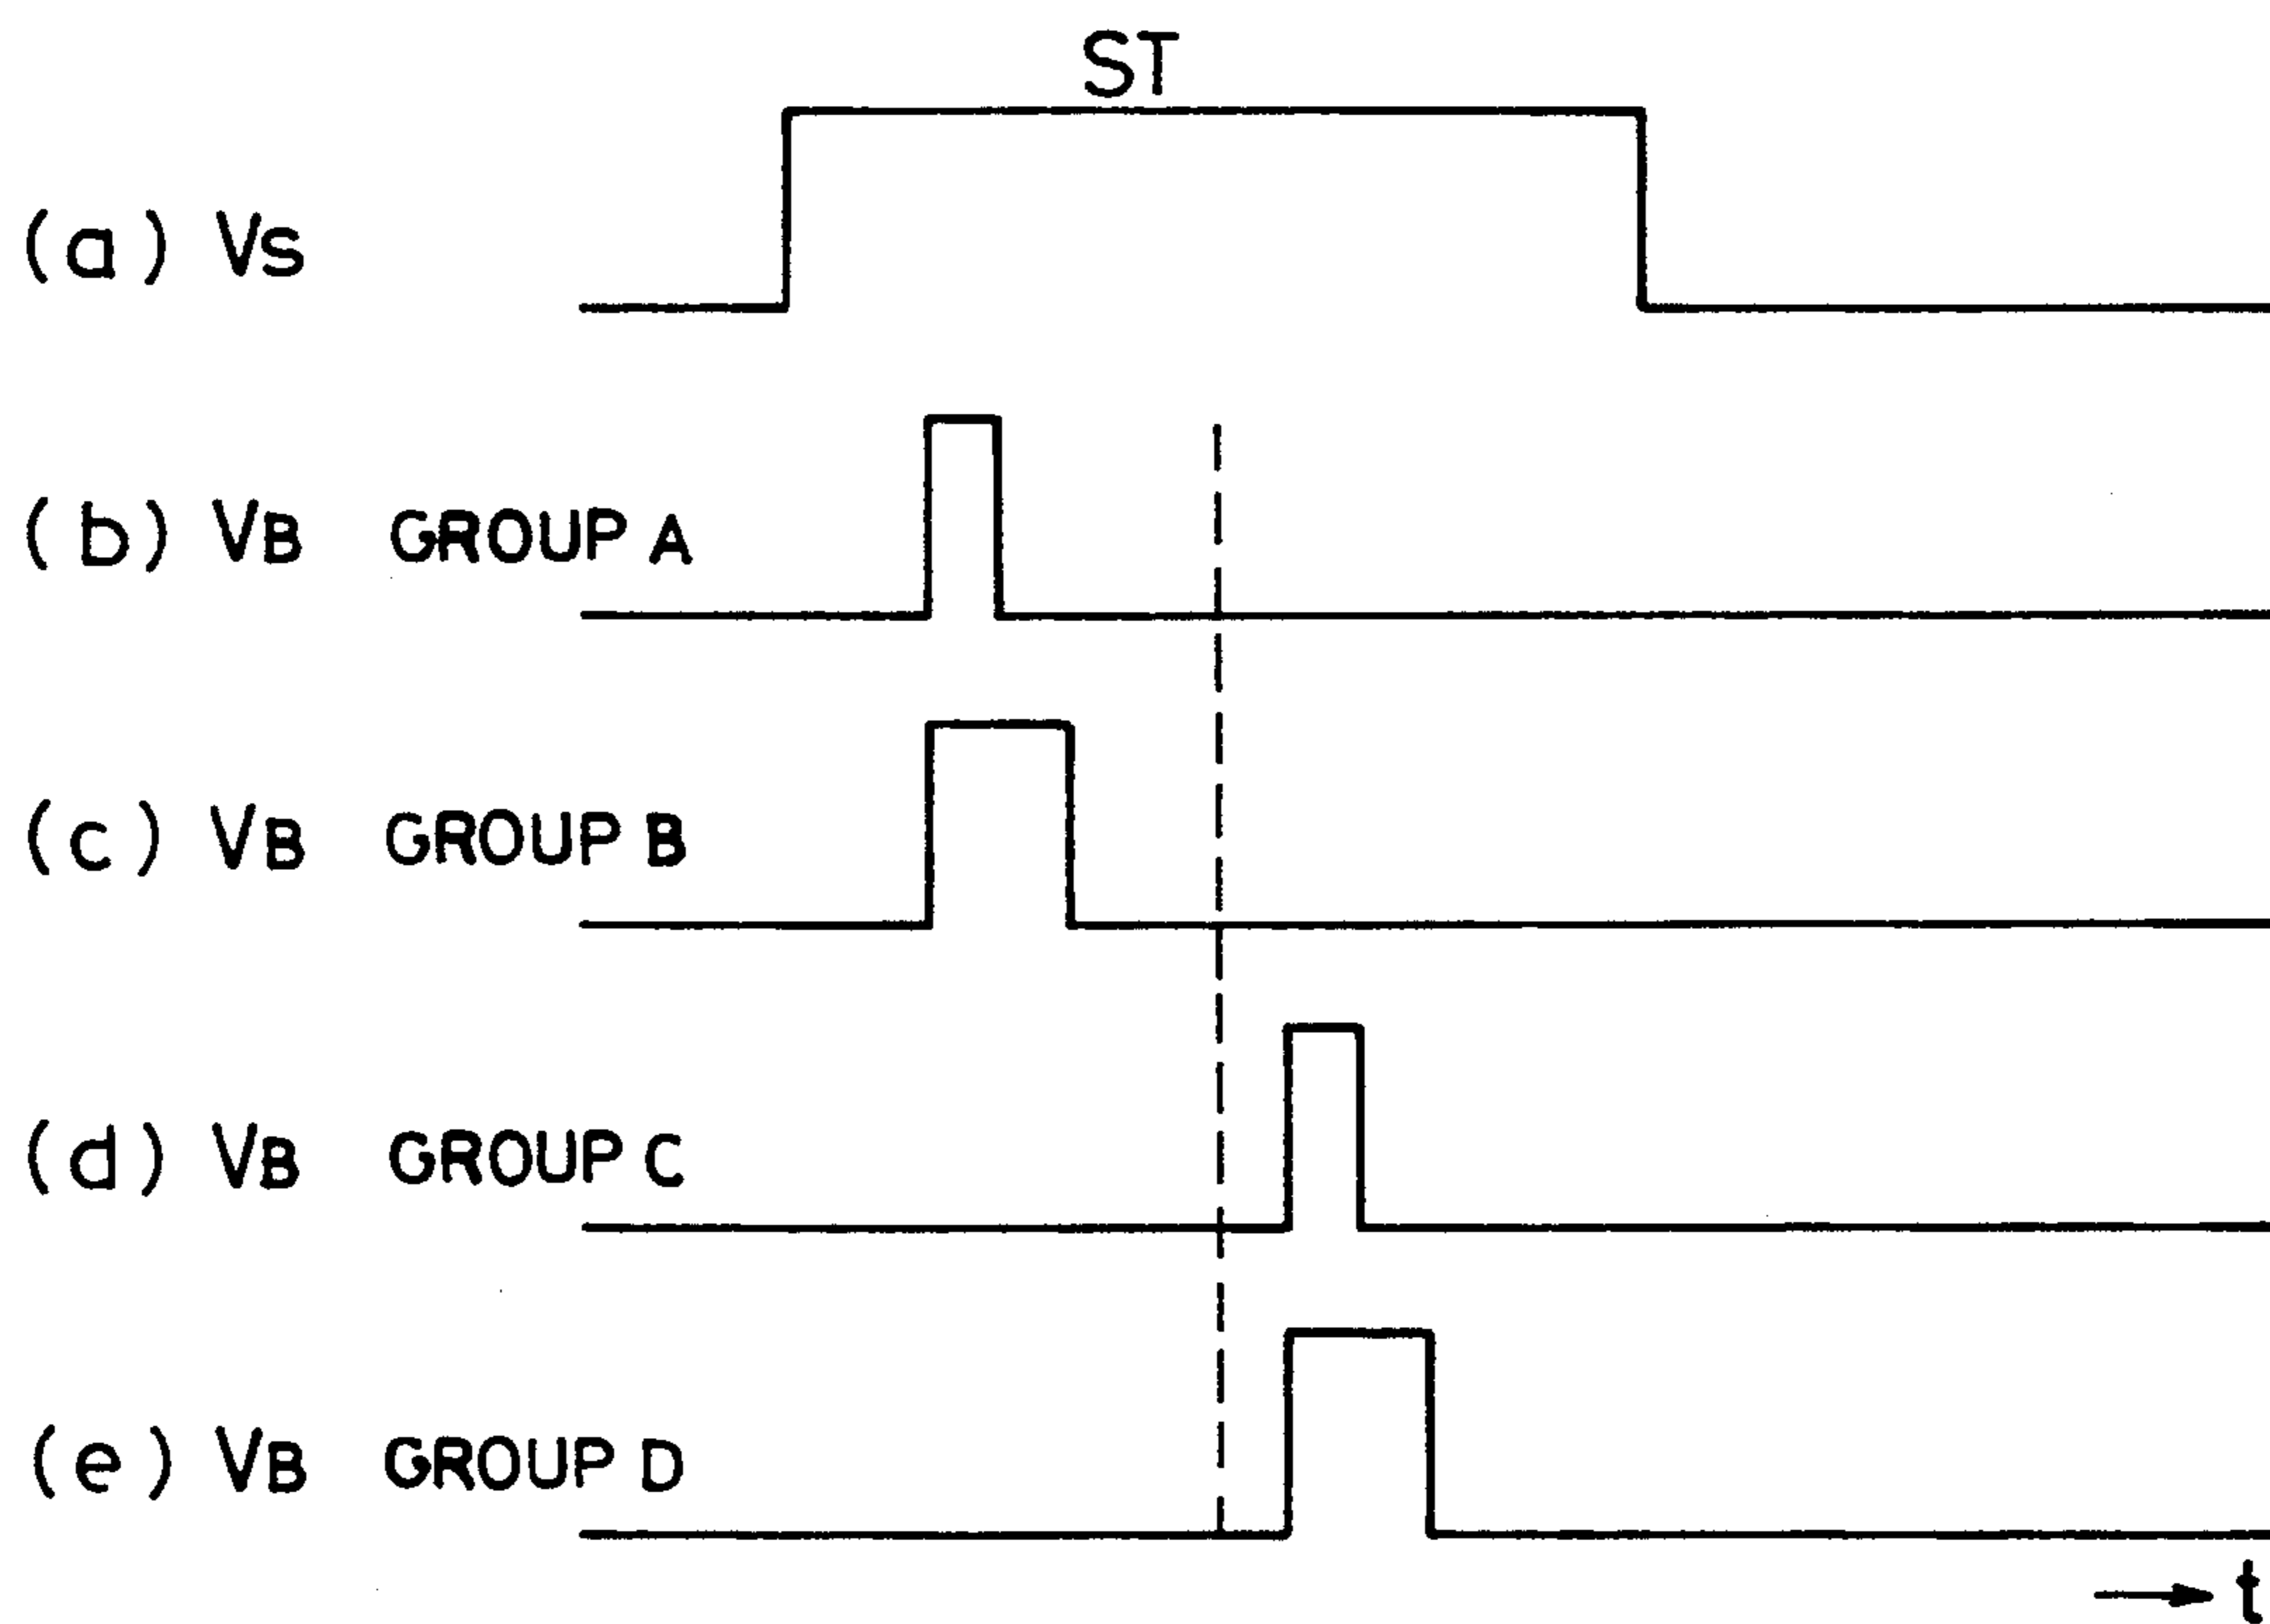 ST
(a) VS
(b) VB GROUP A
(c) VB GROUP B
(d) VB GROUP C
(e) VB GROUP D
t